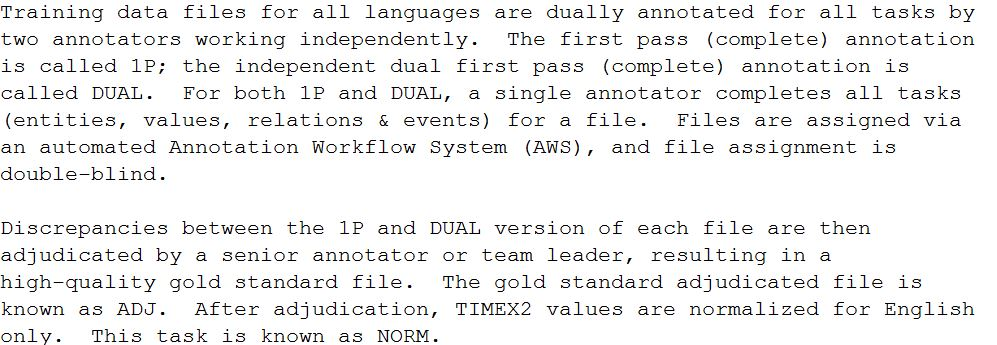 Training data files for all languages are dually annotated for all tasks by
two annotators working independently.  The first pass (complete) annotation
is called 1P; the independent dual first pass (complete) annotation is
called DUAL.  For both 1P and DUAL, a single annotator completes all tasks
(entities, values, relations & events) for a file.  Files are assigned via
an automated Annotation Workflow System (AWS), and file assignment is
double-blind.

Discrepancies between the 1P and DUAL version of each file are then
adjudicated by a senior annotator or team leader, resulting in a
high-quality gold standard file.  The gold standard adjudicated file is
known as ADJ.  After adjudication, TIMEX2 values are normalized for English
only.  This task is known as NORM.